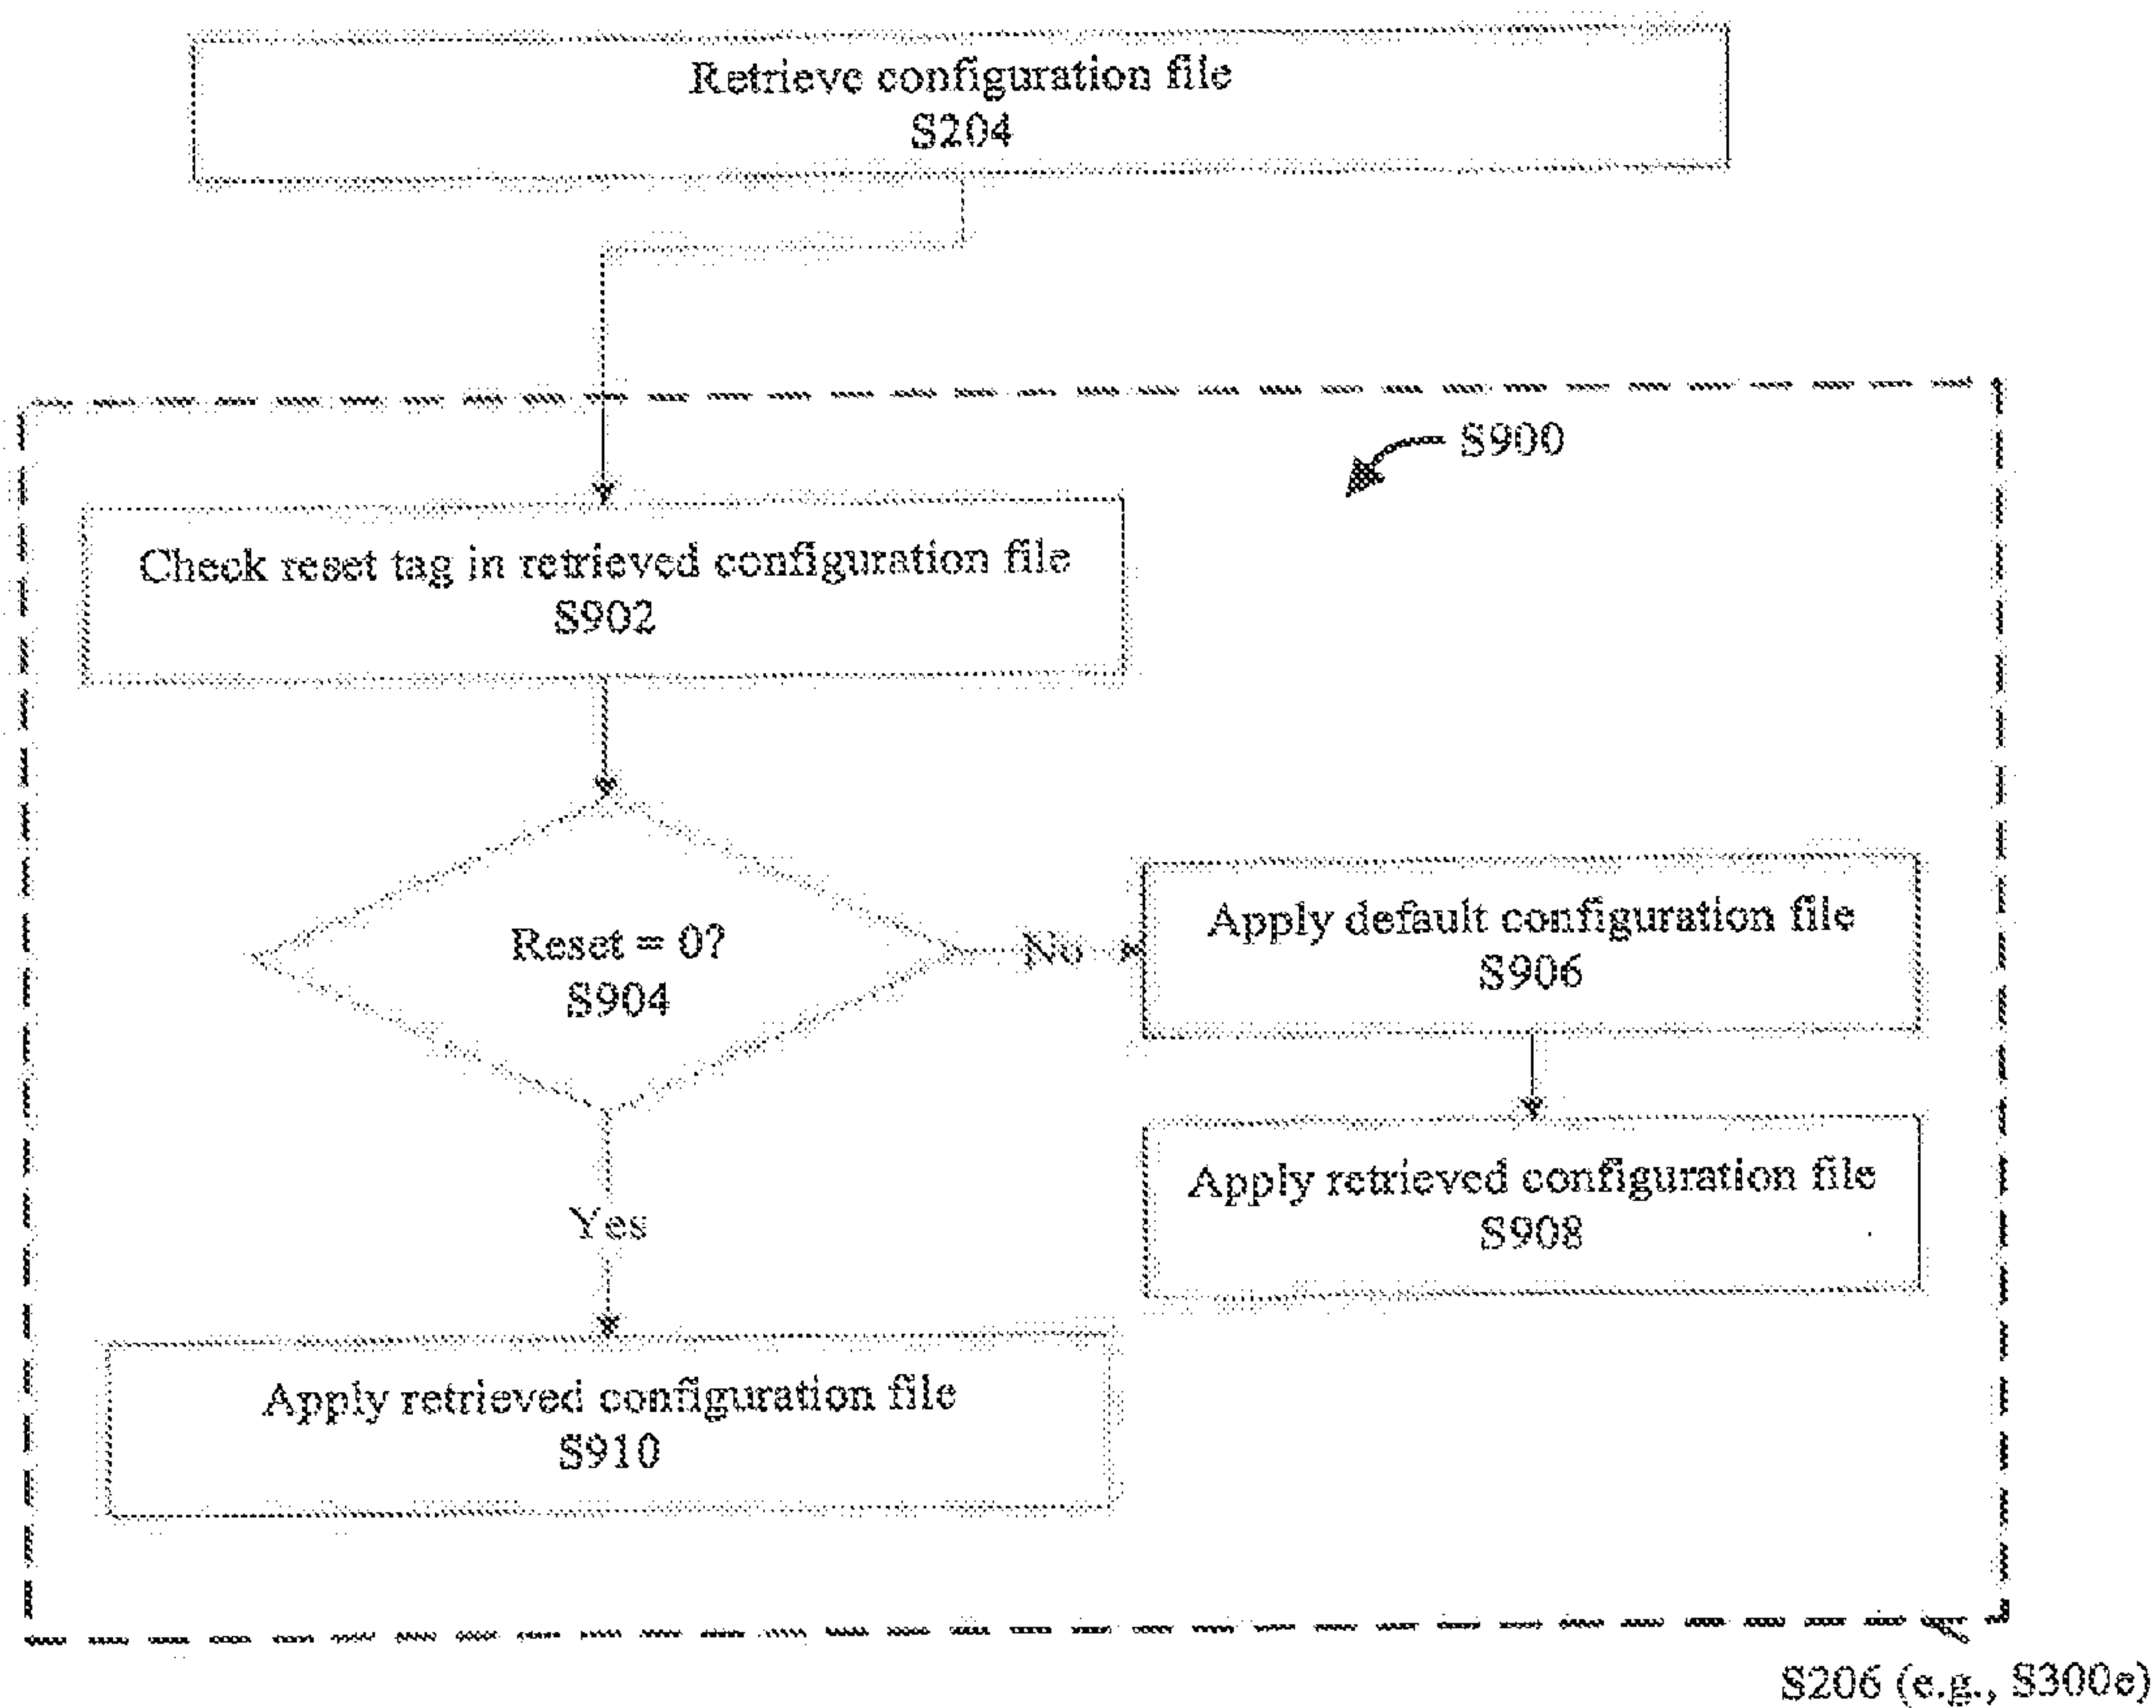 Retrieve configuration file
S204
S900
Check reset tag in retrieved configuration file
S902
Reset = 0?
S904
No
Apply default configuration file
S906
Apply retrieved configuration file
S908
Yes
Apply retrieved configuration file
S910
S206 (e.g., S300e)